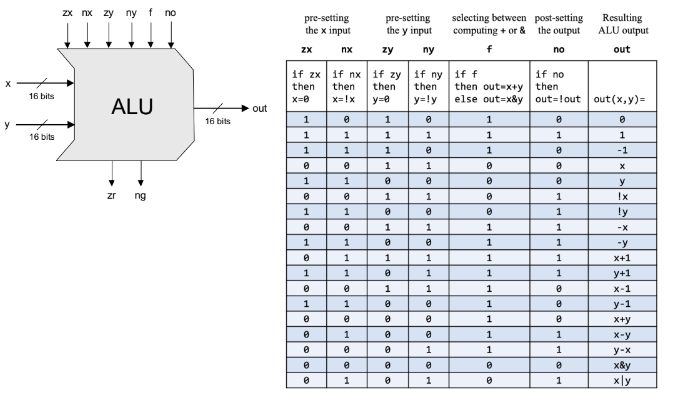 zx nx zy ny f no
x
16 bits
y
16 bits
ALU
out
16 bits
zr ng
pre-setting the x input
pre-setting the y input
selecting between computing + or &
post-setting the output
Resulting ALU output
zx nx zy ny f no out
if zx then x=0
if nx then x=!x
if zy then y=0
if ny then y=!y
if f then out=x+y else out=x&y
if no then out=!out
out(x,y)=
1 0 1 0 1 0 0
1 1 1 1 1 1 1
1 1 1 0 1 0 -1
0 0 1 1 0 0 x
1 1 0 0 0 0 y
0 0 1 1 0 1 !x
1 1 0 0 0 1 !y
0 0 1 1 1 1 -x
1 1 0 0 1 1 -y
0 1 1 1 1 1 x+1
1 1 0 1 1 1 y+1
0 0 1 1 1 0 x-1
1 1 0 0 1 0 y-1
0 0 0 0 1 0 x+y
0 1 0 0 1 1 x-y
0 0 0 1 1 1 y-x
0 0 0 0 0 0 x&y
0 1 0 1 0 1 x|y